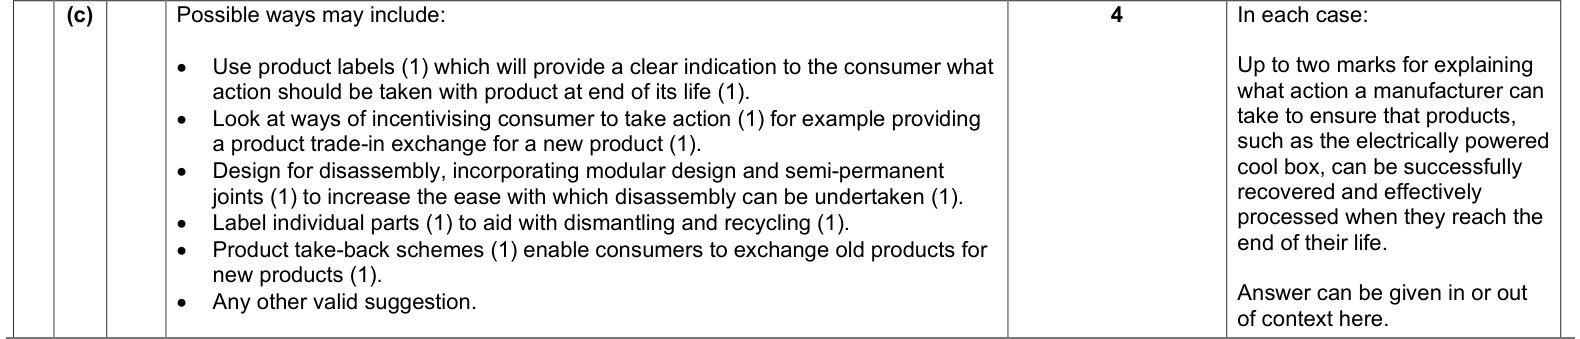 (c)
Possible ways may include:
• Use product labels (1) which will provide a clear indication to the consumer what
action should be taken with product at end of its life (1).
• Look at ways of incentivising consumer to take action (1) for example providing
a product trade-in exchange for a new product (1).
• Design for disassembly, incorporating modular design and semi-permanent
joints (1) to increase the ease with which disassembly can be undertaken (1).
• Label individual parts (1) to aid with dismantling and recycling (1).
• Product take-back schemes (1) enable consumers to exchange old products for
new products (1).
• Any other valid suggestion.
4
In each case:
Up to two marks for explaining
what action a manufacturer can
take to ensure that products,
such as the electrically powered
cool box, can be successfully
recovered and effectively
processed when they reach the
end of their life.
Answer can be given in or out
of context here.